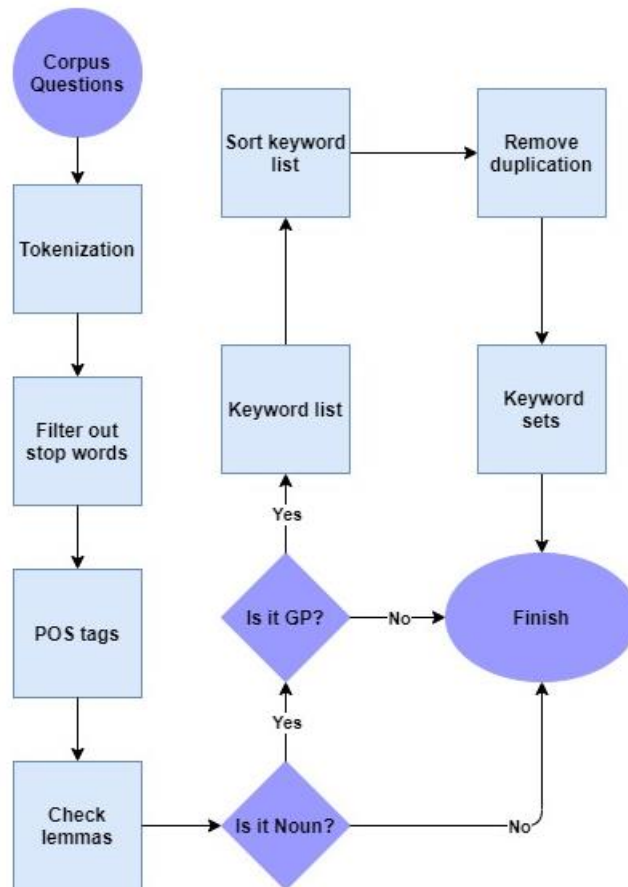 Corpus
Questions
Tokenization
Filter out
stop words
POS tags
Check
lemmas
Is it Noun?
Yes
No
Is it GP?
Yes
No
Keyword list
Sort keyword
list
Remove
duplication
Keyword
sets
Finish